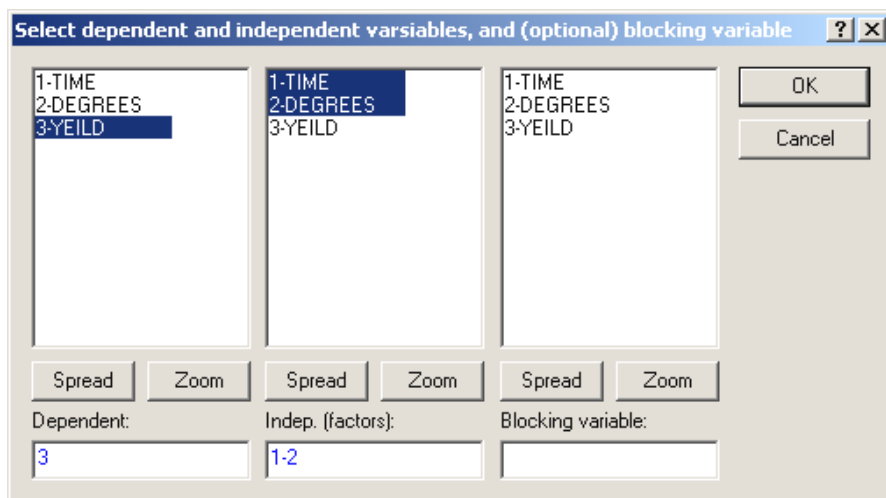 Select dependent and independent varsiables, and (optional) blocking variable
1-TIME
2-DEGREES
3-YEILD
1-TIME
2-DEGREES
3-YEILD
1-TIME
2-DEGREES
3-YEILD
OK
Cancel
Spread Zoom Spread Zoom Spread Zoom
Dependent: Indep. (factors): Blocking variable:
3 1-2